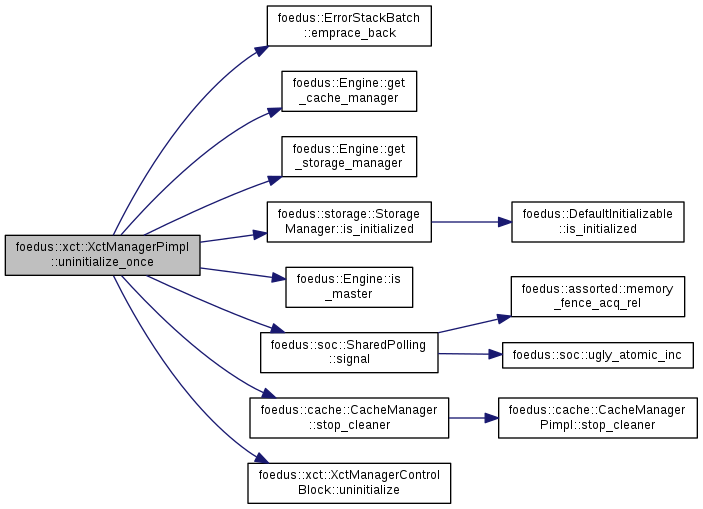 foedus::ErrorStackBatch
::emprace_back
foedus::Engine::get
_cache_manager
foedus::Engine::get
_storage_manager
foedus::xct::XctManagerPimpl
::uninitialize_once
foedus::storage::Storage
Manager::is_initialized
foedus::DefaultInitializable
::is_initialized
foedus::Engine::is
_master
foedus::assorted::memory
_fence_acq_rel
foedus::soc::SharedPolling
::signal
foedus::soc::ugly_atomic_inc
foedus::cache::CacheManager
::stop_cleaner
foedus::cache::CacheManager
Pimpl::stop_cleaner
foedus::xct::XctManagerControl
Block::uninitialize